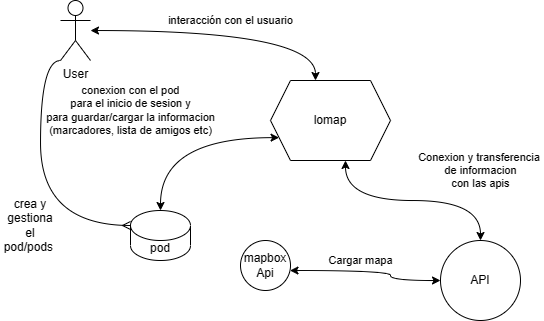 interacción con el usuario
User
conexion con el pod
para el inicio de sesion y
para guardar/cargar la informacion
(marcadores, lista de amigos etc)
lomap
Conexion y transferencia
de informacion
con las apis
crea y
gestiona
el
pod/pods
pod
mapbox
Api
Cargar mapa
API